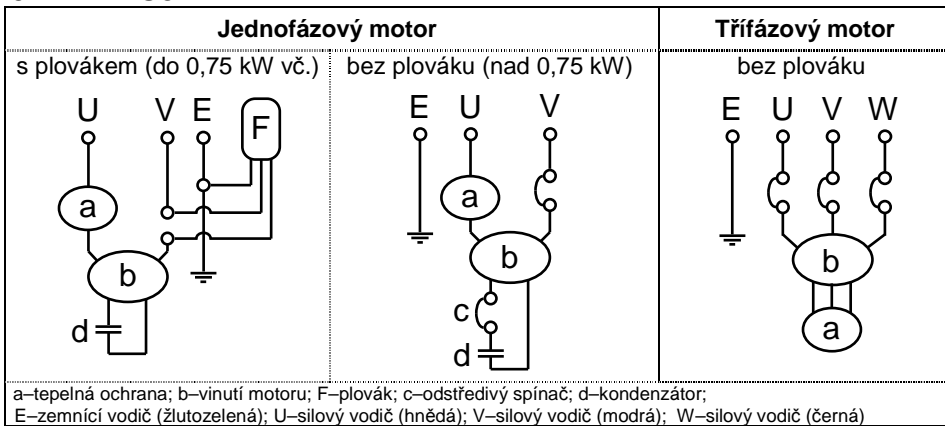 Jednofázový motor
Třífázový motor
s plovákem (do 0,75 kW vč.)
bez plováku (nad 0,75 kW)
bez plováku
U V E F
a
b
d
E U V
a
b
c
d
E U V W
b
a
a–tepelná ochrana; b–vinutí motoru; F–plovák; c–odstředivý spínač; d–kondenzátor;
E–zemnící vodič (žlutozelená); U–silový vodič (hnědá); V–silový vodič (modrá); W–silový vodič (černá)